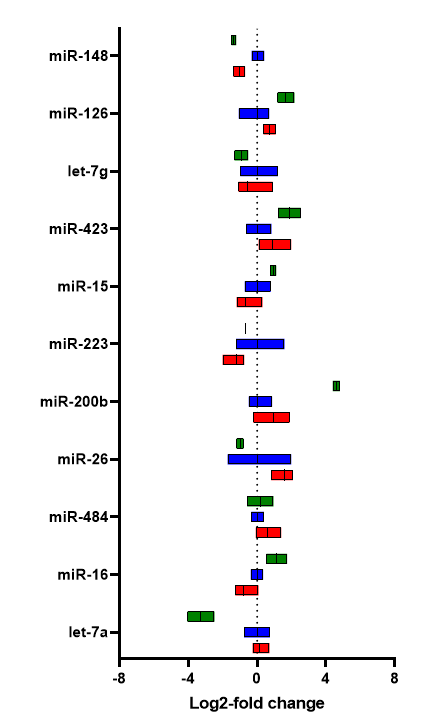 miR-148
miR-126
let-7g
miR-423
miR-15
miR-223
miR-200b
miR-26
miR-484
miR-16
let-7a
-8 -4 0 4 8
Log2-fold change